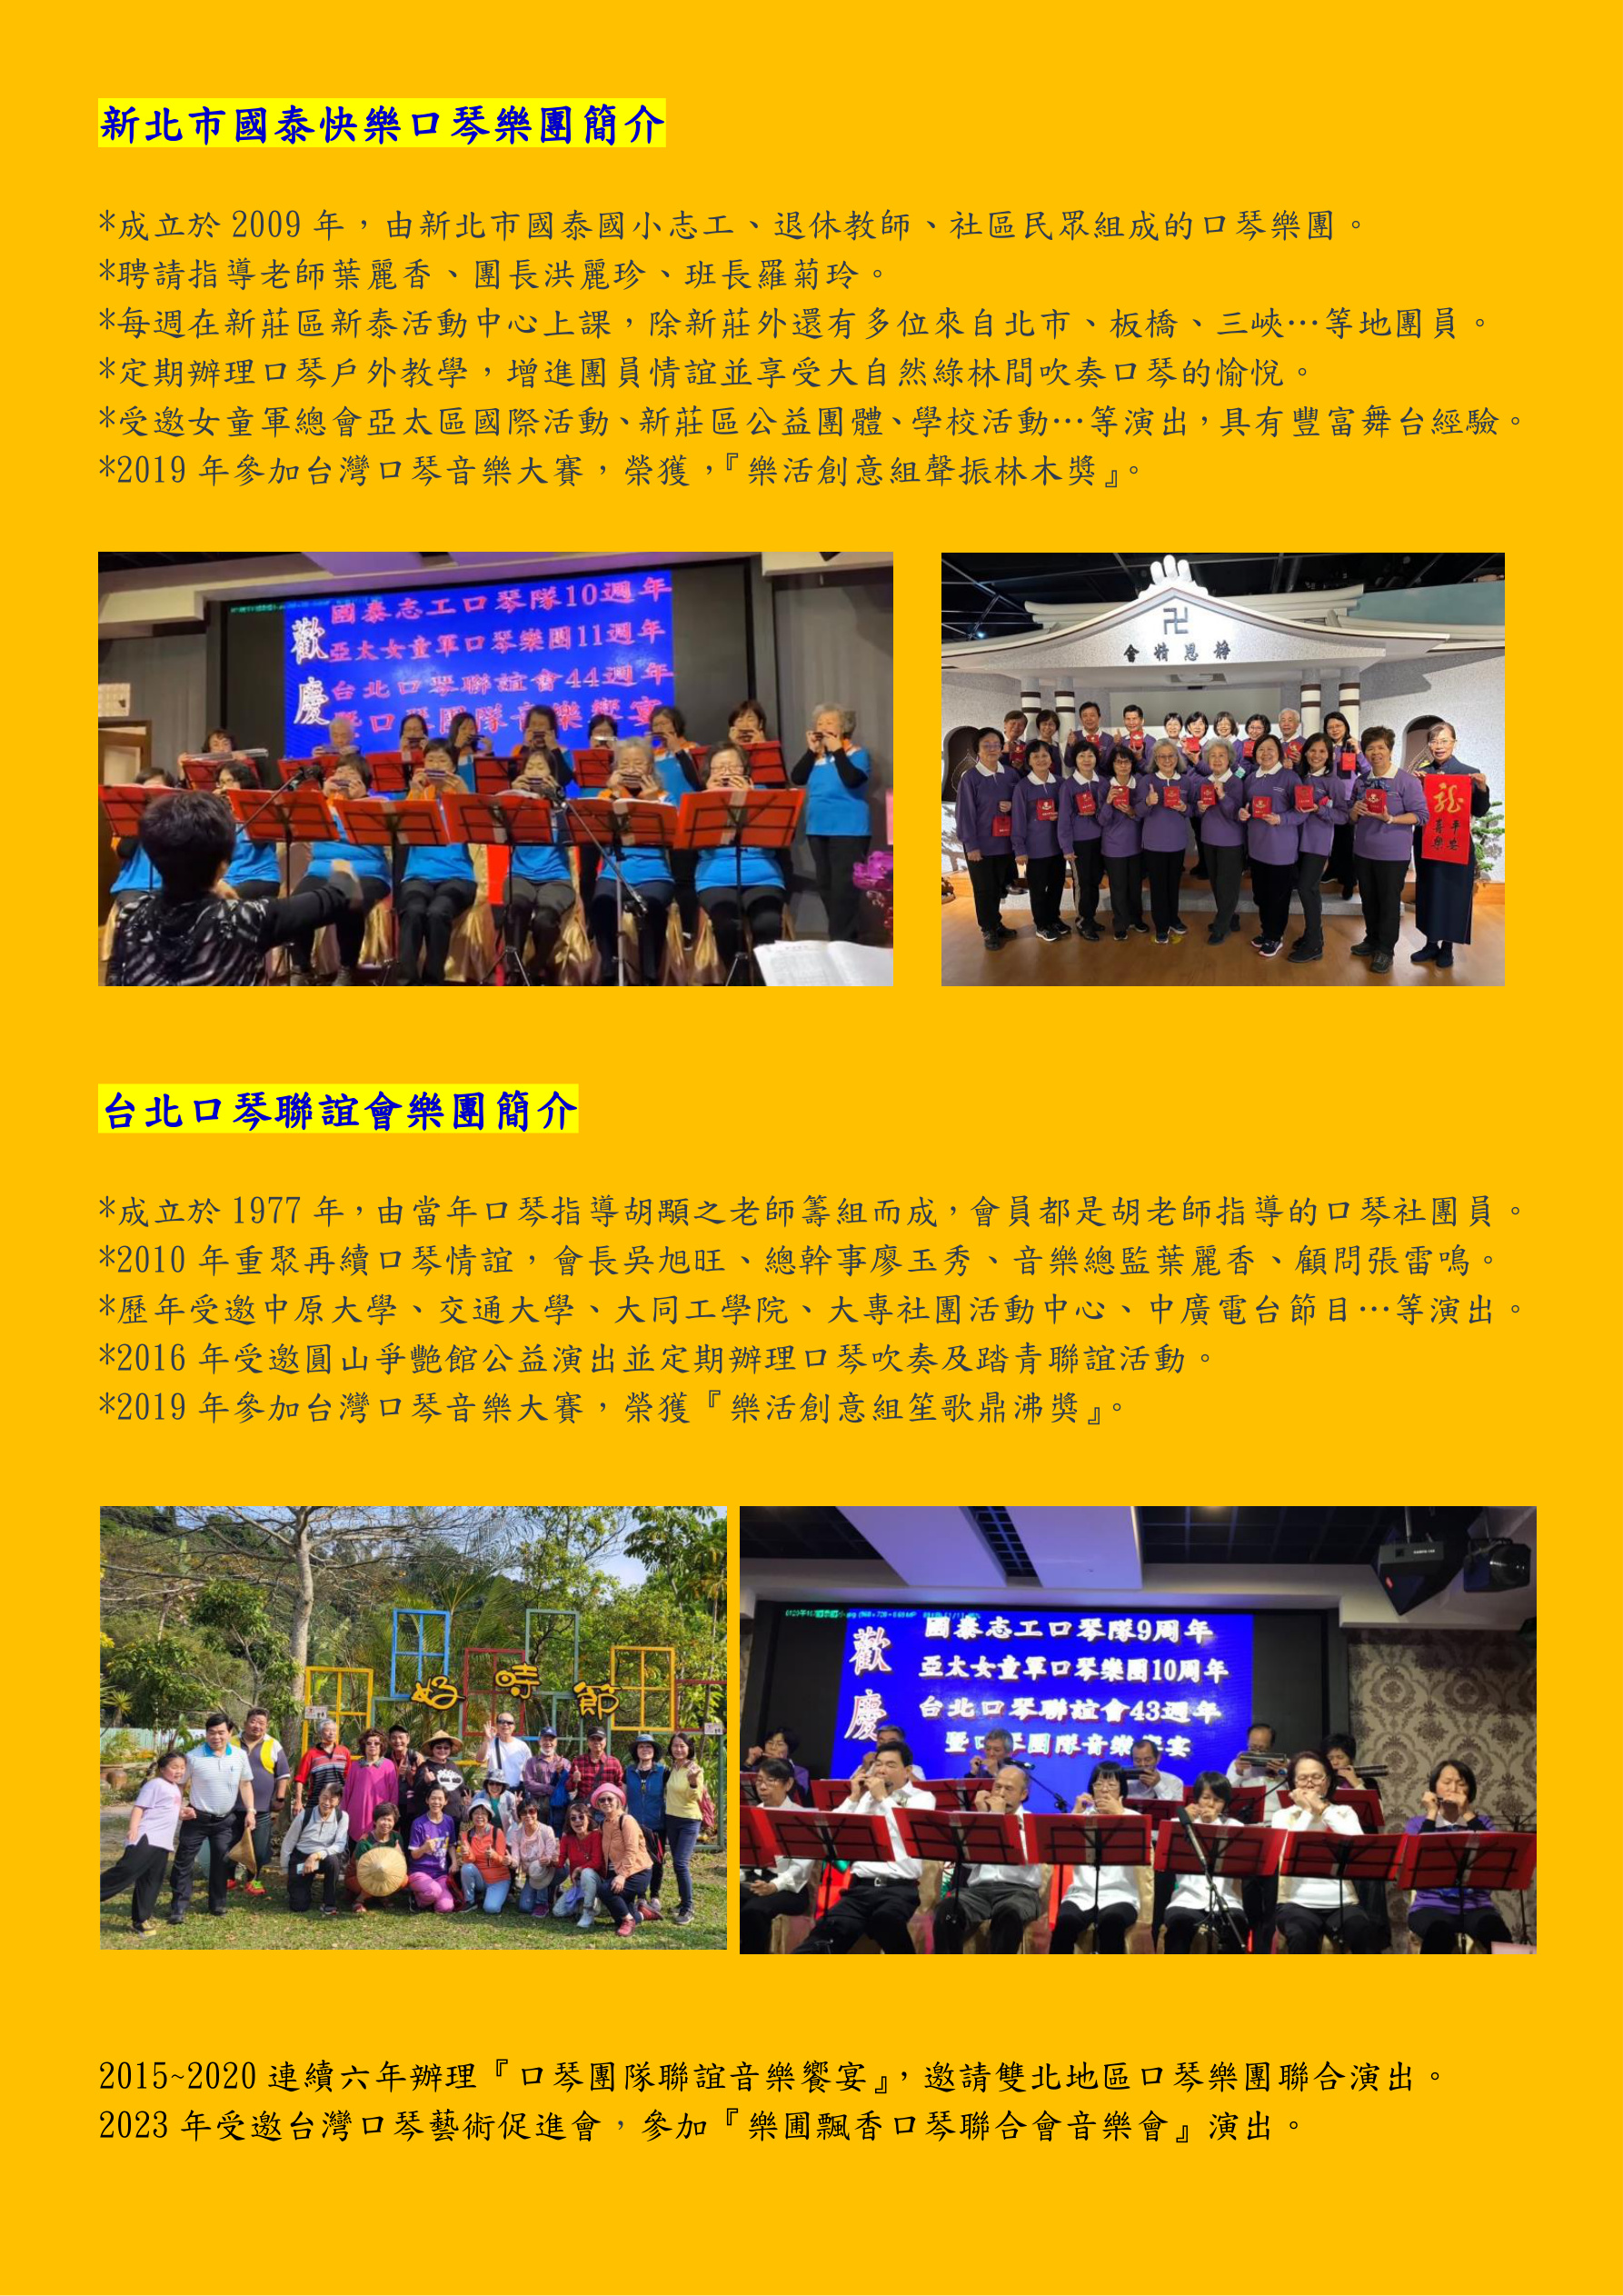 新北市國泰快樂口琴樂團簡介
*成立於 2009 年，由新北市國泰國小志工、退休教師、社區民眾組成的口琴樂團。
*聘請指導老師葉麗香、團長洪麗珍、班長羅菊玲。
*每週在新莊區新泰活動中心上課，除新莊外還有多位來自北市、板橋、三峽…等地團員。
*定期辦理口琴戶外教學，增進團員情誼並享受大自然綠林間吹奏口琴的愉悅。
*受邀女童軍總會亞太區國際活動、新莊區公益團體、學校活動…等演出，具有豐富舞台經驗。
*2019 年參加台灣口琴音樂大賽，榮獲，『樂活創意組聲振林木獎』。
歡慶
國泰志工口琴隊10週年
亞太女童軍口琴樂團11週年
台北口琴聯誼會44週年
暨口琴團隊音樂饗宴
卍
舍精思靜
龍
平安
喜樂
台北口琴聯誼會樂團簡介
*成立於 1977 年，由當年口琴指導胡顯之老師籌組而成，會員都是胡老師指導的口琴社團員。
*2010 年重聚再續口琴情誼，會長吳旭旺、總幹事廖玉秀、音樂總監葉麗香、顧問張雷鳴。
*歷年受邀中原大學、交通大學、大同工學院、大專社團活動中心、中廣電台節目…等演出。
*2016 年受邀圓山爭艷館公益演出並定期辦理口琴吹奏及踏青聯誼活動。
*2019 年參加台灣口琴音樂大賽，榮獲『樂活創意組笙歌鼎沸獎』。
好時節
歡慶
國泰志工口琴隊9周年
亞太女童軍口琴樂團10周年
台北口琴聯誼會43週年
暨口琴團隊音樂饗宴
2015~2020 連續六年辦理『口琴團隊聯誼音樂饗宴』，邀請雙北地區口琴樂團聯合演出。
2023 年受邀台灣口琴藝術促進會，參加『樂圃飄香口琴聯合會音樂會』演出。